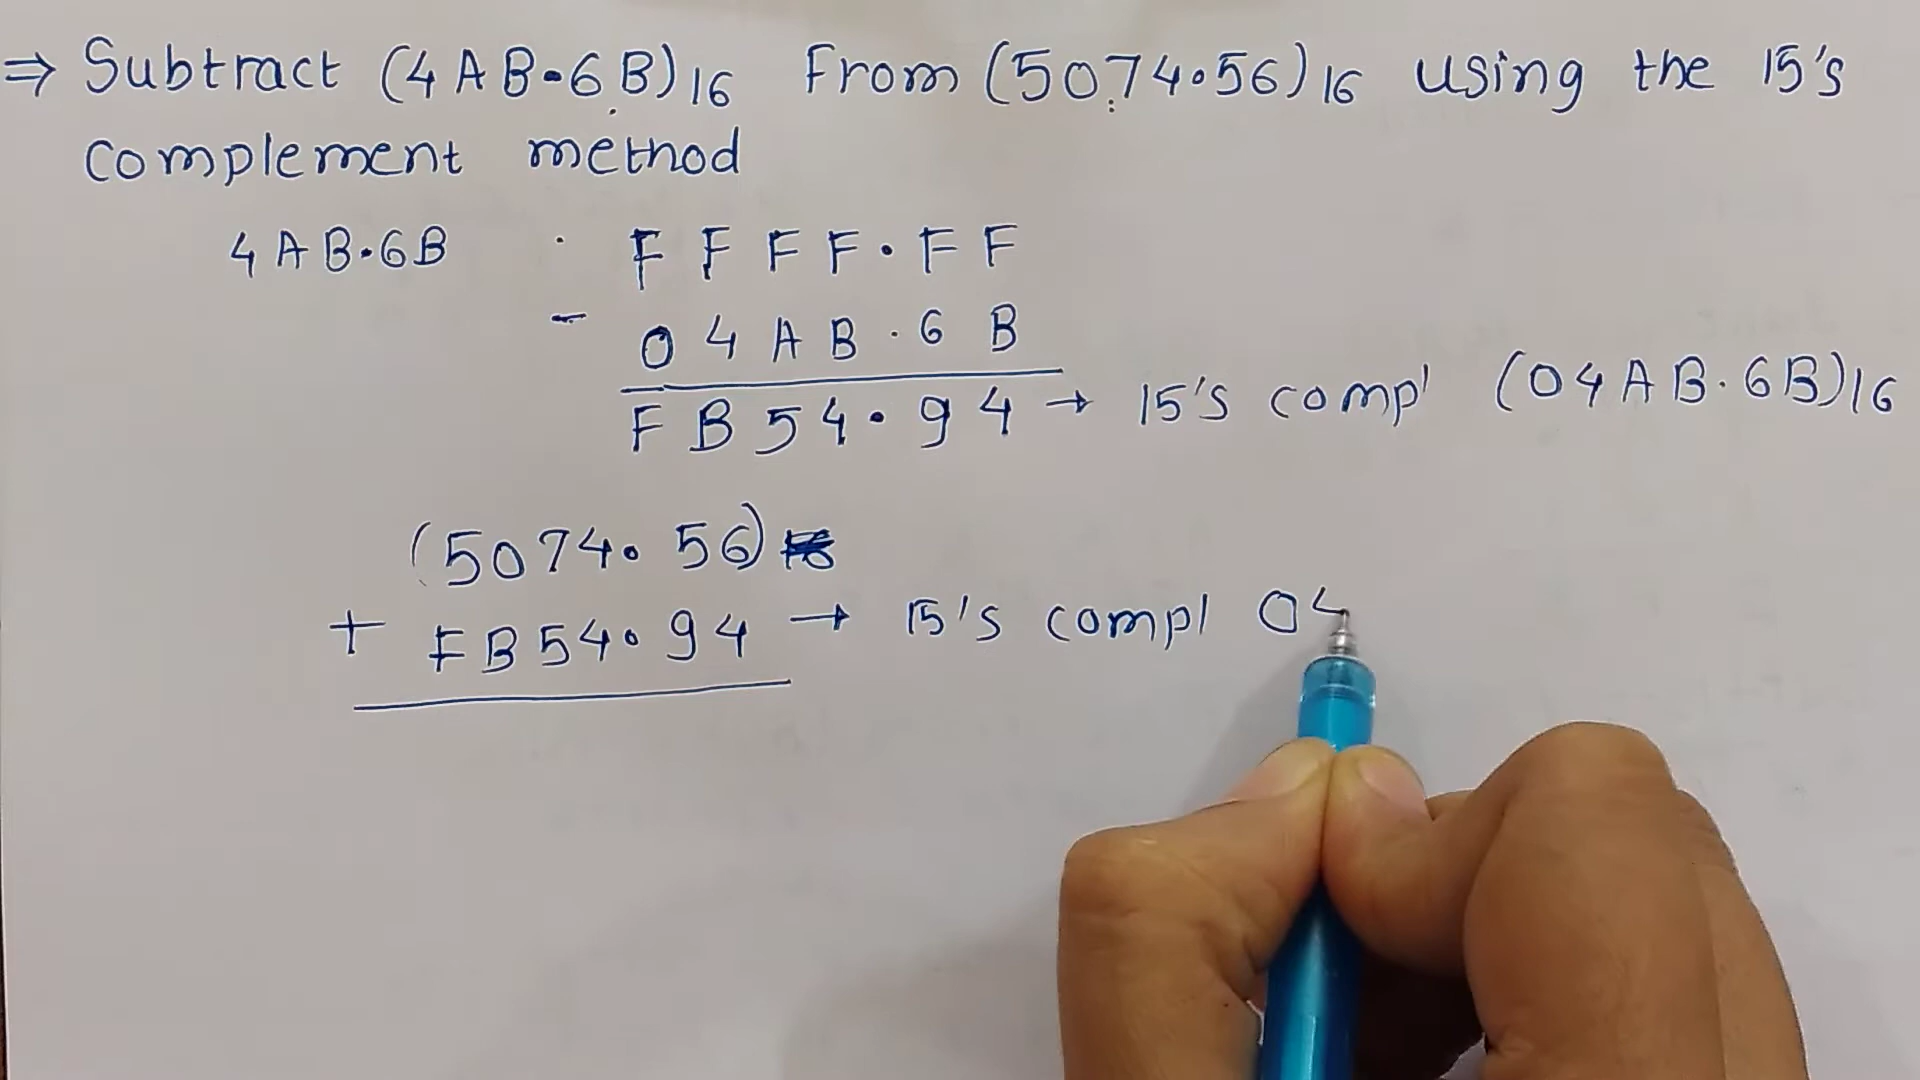 ⇒ Subtract (4AB.6B)16 From (5074.56)16 using the 15's
complement method
4AB.6B
FFFF.FF
- 04AB.6B
FB54.94 → 15's comp' (04AB.6B)16
(5074.56)
+ FB54.94 → 15's compl 04